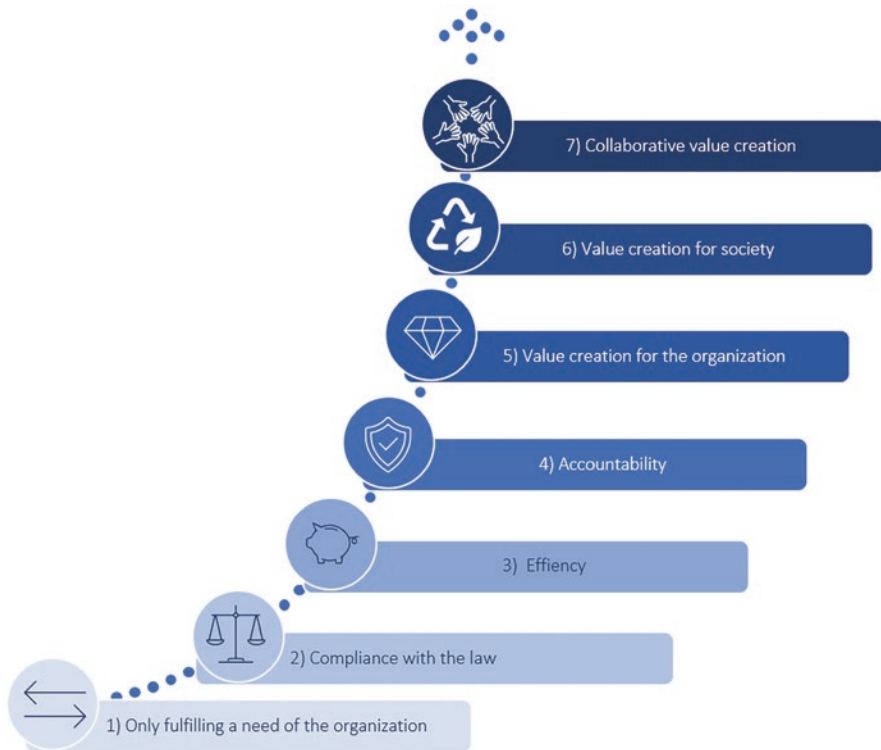 7) Collaborative value creation
6) Value creation for society
5) Value creation for the organization
4) Accountability
3) Effiency
2) Compliance with the law
1) Only fulfilling a need of the organization